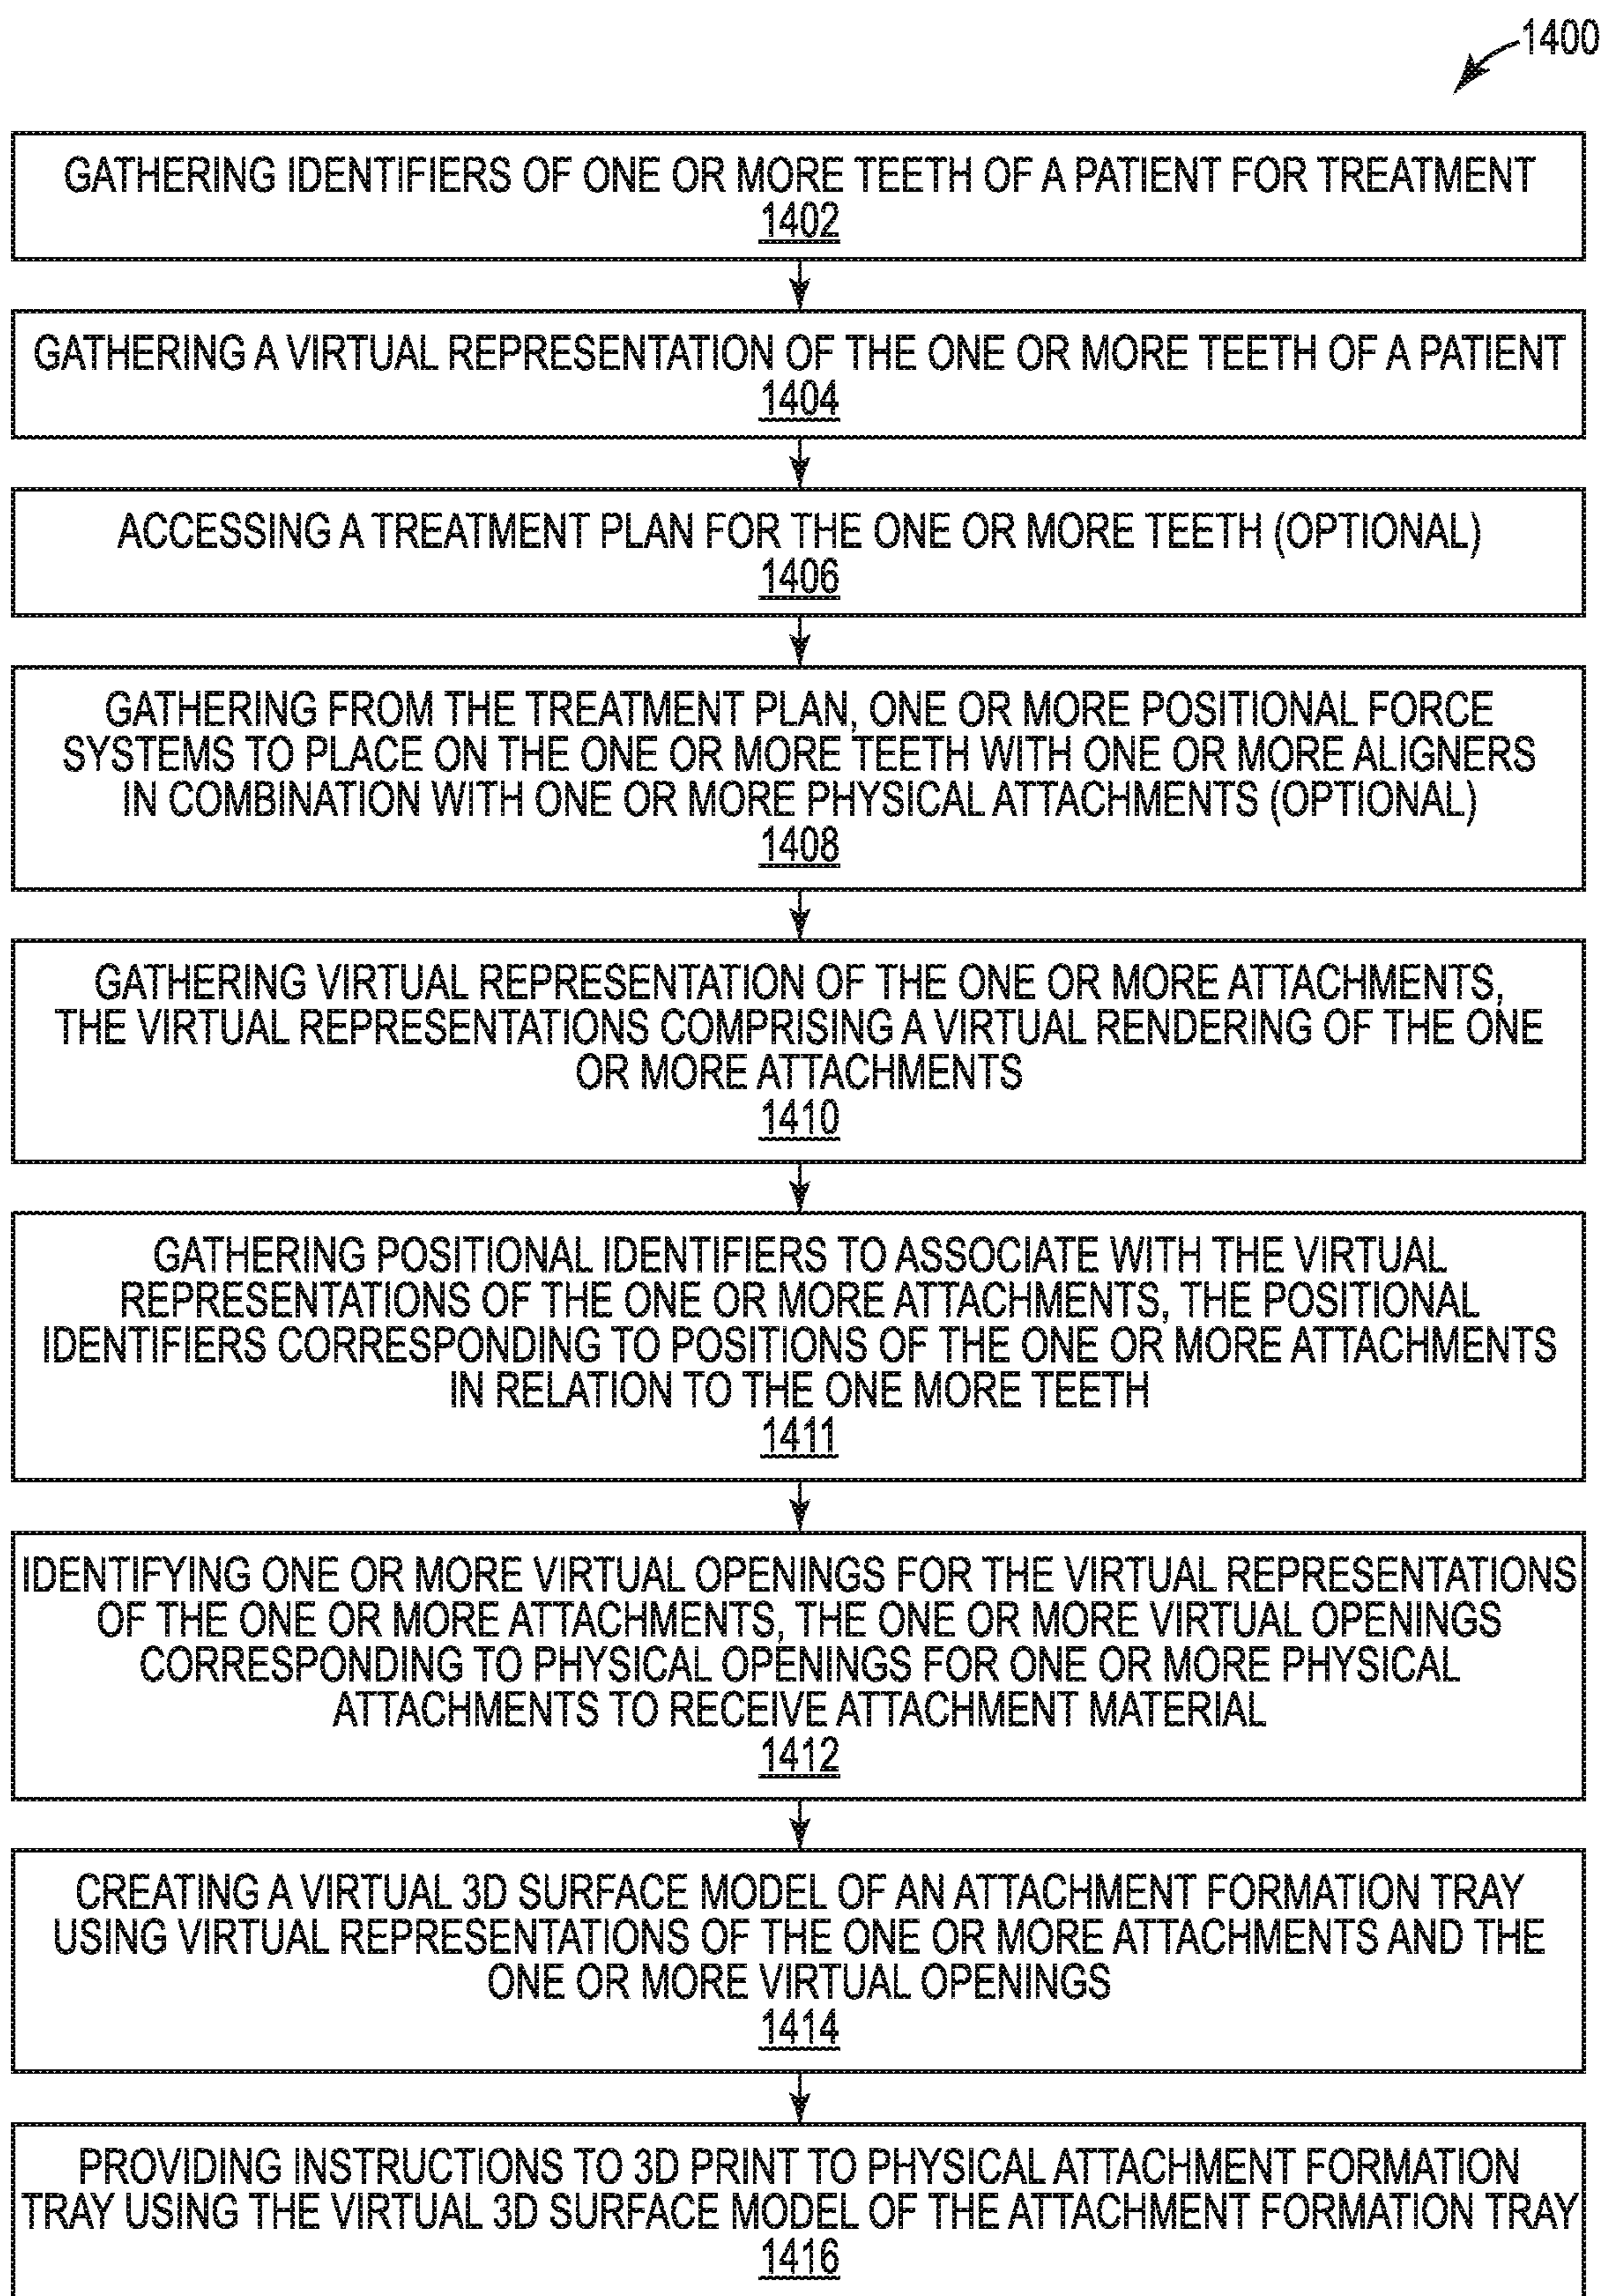 1400
GATHERING IDENTIFIERS OF ONE OR MORE TEETH OF A PATIENT FOR TREATMENT
1402
GATHERING A VIRTUAL REPRESENTATION OF THE ONE OR MORE TEETH OF A PATIENT
1404
ACCESSING A TREATMENT PLAN FOR THE ONE OR MORE TEETH (OPTIONAL)
1406
GATHERING FROM THE TREATMENT PLAN, ONE OR MORE POSITIONAL FORCE
SYSTEMS TO PLACE ON THE ONE OR MORE TEETH WITH ONE OR MORE ALIGNERS
IN COMBINATION WITH ONE OR MORE PHYSICAL ATTACHMENTS (OPTIONAL)
1408
GATHERING VIRTUAL REPRESENTATION OF THE ONE OR MORE ATTACHMENTS,
THE VIRTUAL REPRESENTATIONS COMPRISING A VIRTUAL RENDERING OF THE ONE
OR MORE ATTACHMENTS
1410
GATHERING POSITIONAL IDENTIFIERS TO ASSOCIATE WITH THE VIRTUAL
REPRESENTATIONS OF THE ONE OR MORE ATTACHMENTS, THE POSITIONAL
IDENTIFIERS CORRESPONDING TO POSITIONS OF THE ONE OR MORE ATTACHMENTS
IN RELATION TO THE ONE MORE TEETH
1411
IDENTIFYING ONE OR MORE VIRTUAL OPENINGS FOR THE VIRTUAL REPRESENTATIONS
OF THE ONE OR MORE ATTACHMENTS, THE ONE OR MORE VIRTUAL OPENINGS
CORRESPONDING TO PHYSICAL OPENINGS FOR ONE OR MORE PHYSICAL
ATTACHMENTS TO RECEIVE ATTACHMENT MATERIAL
1412
CREATING A VIRTUAL 3D SURFACE MODEL OF AN ATTACHMENT FORMATION TRAY
USING VIRTUAL REPRESENTATIONS OF THE ONE OR MORE ATTACHMENTS AND THE
ONE OR MORE VIRTUAL OPENINGS
1414
PROVIDING INSTRUCTIONS TO 3D PRINT TO PHYSICAL ATTACHMENT FORMATION
TRAY USING THE VIRTUAL 3D SURFACE MODEL OF THE ATTACHMENT FORMATION TRAY
1416